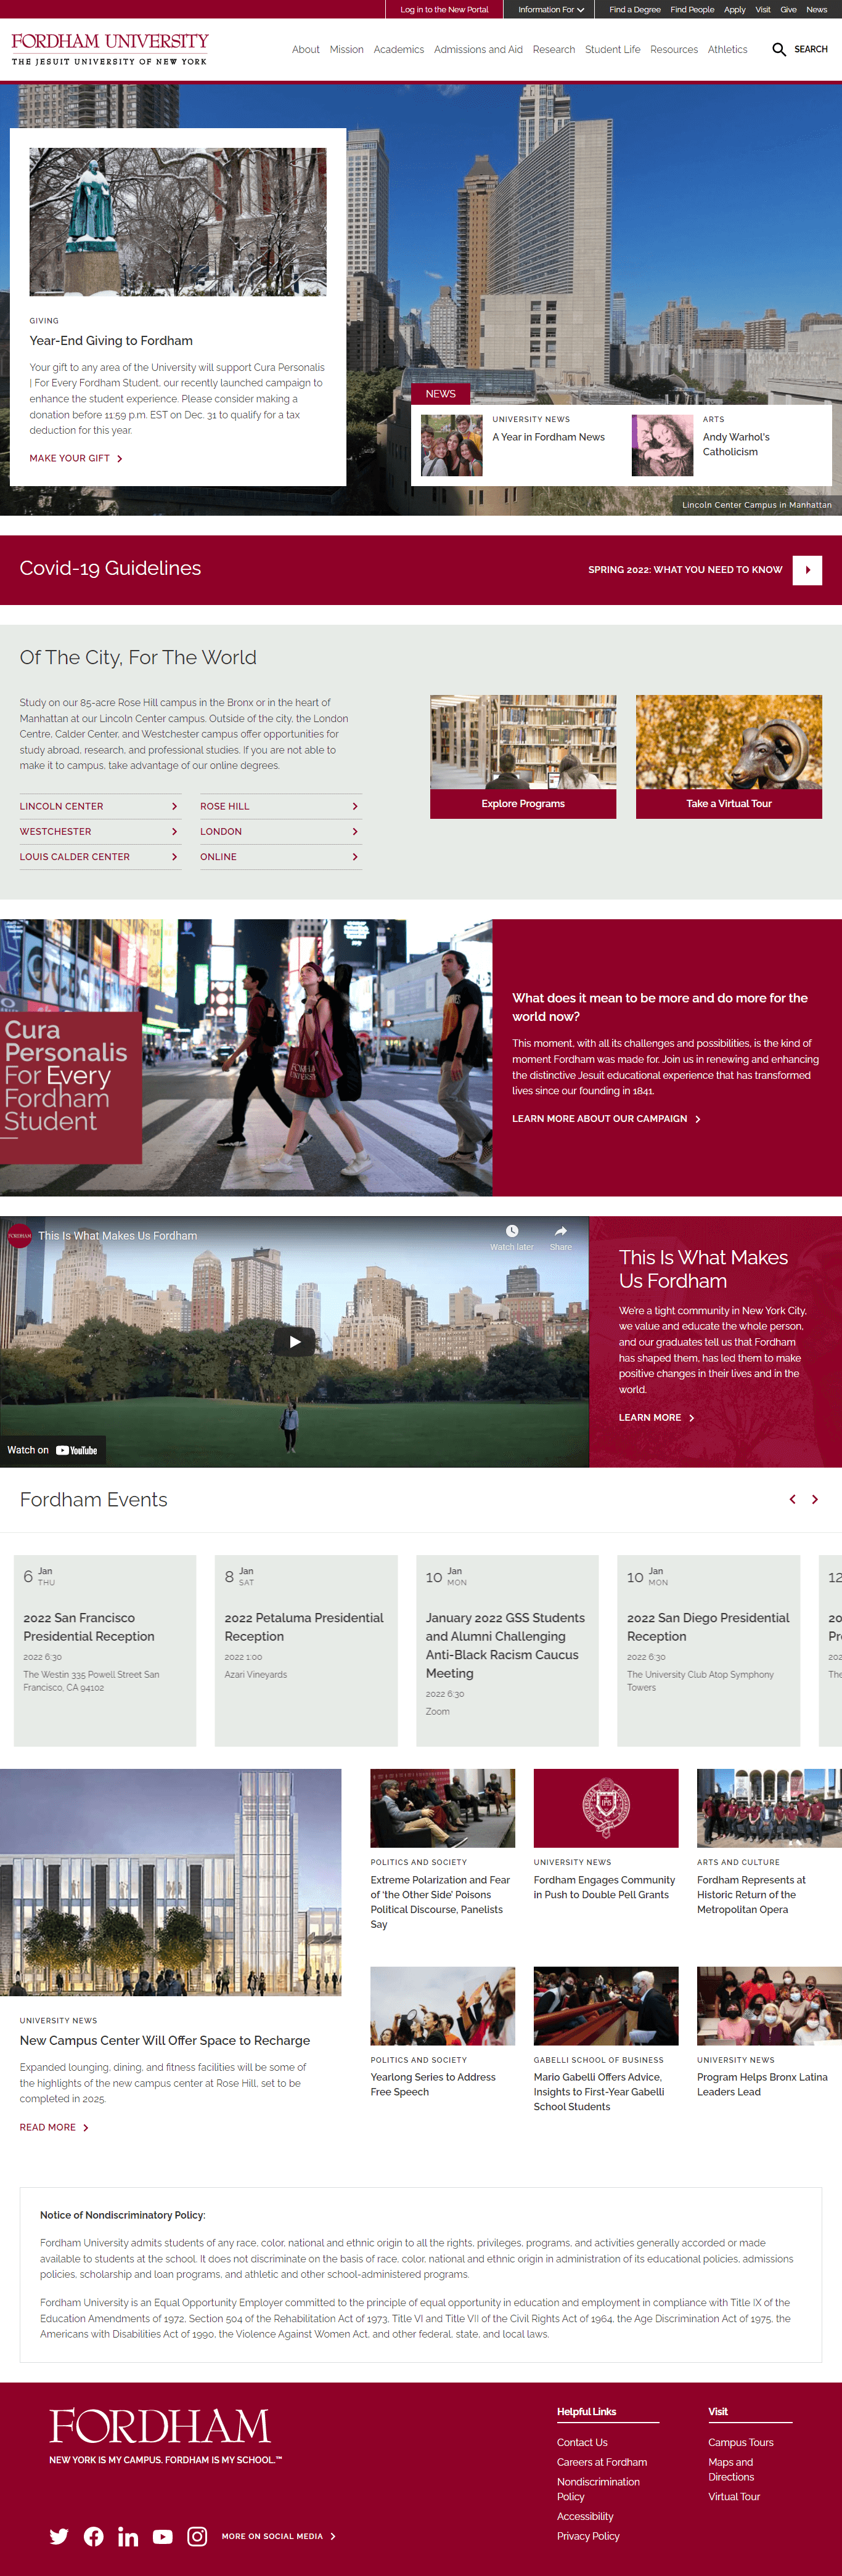 Log in to the New Portal
Information For
Find a Degree Find People Apply Visit Give News
FORDHAM UNIVERSITY
THE JESUIT UNIVERSITY OF NEW YORK
About Mission Academics Admissions and Aid Research Student Life Resources Athletics
SEARCH
GIVING
Year-End Giving to Fordham
Your gift to any area of the University will support Cura Personalis
| For Every Fordham Student, our recently launched campaign to
enhance the student experience. Please consider making a
donation before 11:59 p.m. EST on Dec. 31 to qualify for a tax
deduction for this year.
MAKE YOUR GIFT
NEWS
UNIVERSITY NEWS
A Year in Fordham News
ARTS
Andy Warhol's
Catholicism
Lincoln Center Campus in Manhattan
Covid-19 Guidelines
SPRING 2022: WHAT YOU NEED TO KNOW
Of The City, For The World
Study on our 85-acre Rose Hill campus in the Bronx or in the heart of
Manhattan at our Lincoln Center campus. Outside of the city, the London
Centre, Calder Center, and Westchester campus offer opportunities for
study abroad, research, and professional studies. If you are not able to
make it to campus, take advantage of our online degrees.
LINCOLN CENTER
ROSE HILL
WESTCHESTER
LONDON
LOUIS CALDER CENTER
ONLINE
Explore Programs
Take a Virtual Tour
Cura
Personalis
For Every
Fordham
Student
What does it mean to be more and do more for the
world now?
This moment, with all its challenges and possibilities, is the kind of
moment Fordham was made for. Join us in renewing and enhancing
the distinctive Jesuit educational experience that has transformed
lives since our founding in 1841.
LEARN MORE ABOUT OUR CAMPAIGN
FORDHAM
This Is What Makes Us Fordham
Watch later
Share
Watch on YouTube
This Is What Makes
Us Fordham
We're a tight community in New York City,
we value and educate the whole person,
and our graduates tell us that Fordham
has shaped them, has led them to make
positive changes in their lives and in the
world.
LEARN MORE
Fordham Events
6 Jan
THU
2022 San Francisco
Presidential Reception
2022 6:30
The Westin 335 Powell Street San
Francisco, CA 94102
8 Jan
SAT
2022 Petaluma Presidential
Reception
2022 1:00
Azari Vineyards
10 Jan
MON
January 2022 GSS Students
and Alumni Challenging
Anti-Black Racism Caucus
Meeting
2022 6:30
Zoom
10 Jan
MON
2022 San Diego Presidential
Reception
2022 6:30
The University Club Atop Symphony
Towers
12
20
Pr
202
The
UNIVERSITY NEWS
New Campus Center Will Offer Space to Recharge
Expanded lounging, dining, and fitness facilities will be some of
the highlights of the new campus center at Rose Hill, set to be
completed in 2025.
READ MORE
POLITICS AND SOCIETY
Extreme Polarization and Fear
of 'the Other Side' Poisons
Political Discourse, Panelists
Say
UNIVERSITY NEWS
Fordham Engages Community
in Push to Double Pell Grants
ARTS AND CULTURE
Fordham Represents at
Historic Return of the
Metropolitan Opera
POLITICS AND SOCIETY
Yearlong Series to Address
Free Speech
GABELLI SCHOOL OF BUSINESS
Mario Gabelli Offers Advice,
Insights to First-Year Gabelli
School Students
UNIVERSITY NEWS
Program Helps Bronx Latina
Leaders Lead
Notice of Nondiscriminatory Policy:
Fordham University admits students of any race, color, national and ethnic origin to all the rights, privileges, programs, and activities generally accorded or made
available to students at the school. It does not discriminate on the basis of race, color, national and ethnic origin in administration of its educational policies, admissions
policies, scholarship and loan programs, and athletic and other school-administered programs.
Fordham University is an Equal Opportunity Employer committed to the principle of equal opportunity in education and employment in compliance with Title IX of the
Education Amendments of 1972, Section 504 of the Rehabilitation Act of 1973, Title VI and Title VII of the Civil Rights Act of 1964, the Age Discrimination Act of 1975, the
Americans with Disabilities Act of 1990, the Violence Against Women Act, and other federal, state, and local laws.
FORDHAM
NEW YORK IS MY CAMPUS. FORDHAM IS MY SCHOOL.™
MORE ON SOCIAL MEDIA
Helpful Links
Contact Us
Careers at Fordham
Nondiscrimination
Policy
Accessibility
Privacy Policy
Visit
Campus Tours
Maps and
Directions
Virtual Tour